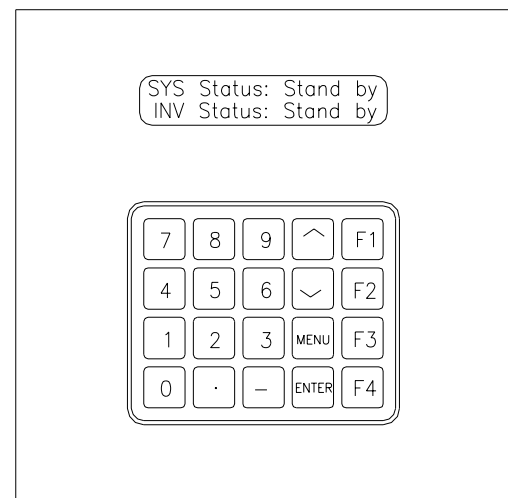 SYS Status: Stand by
INV Status: Stand by
7 8 9 F1
4 5 6 F2
1 2 3 MENU F3
0 . – ENTER F4